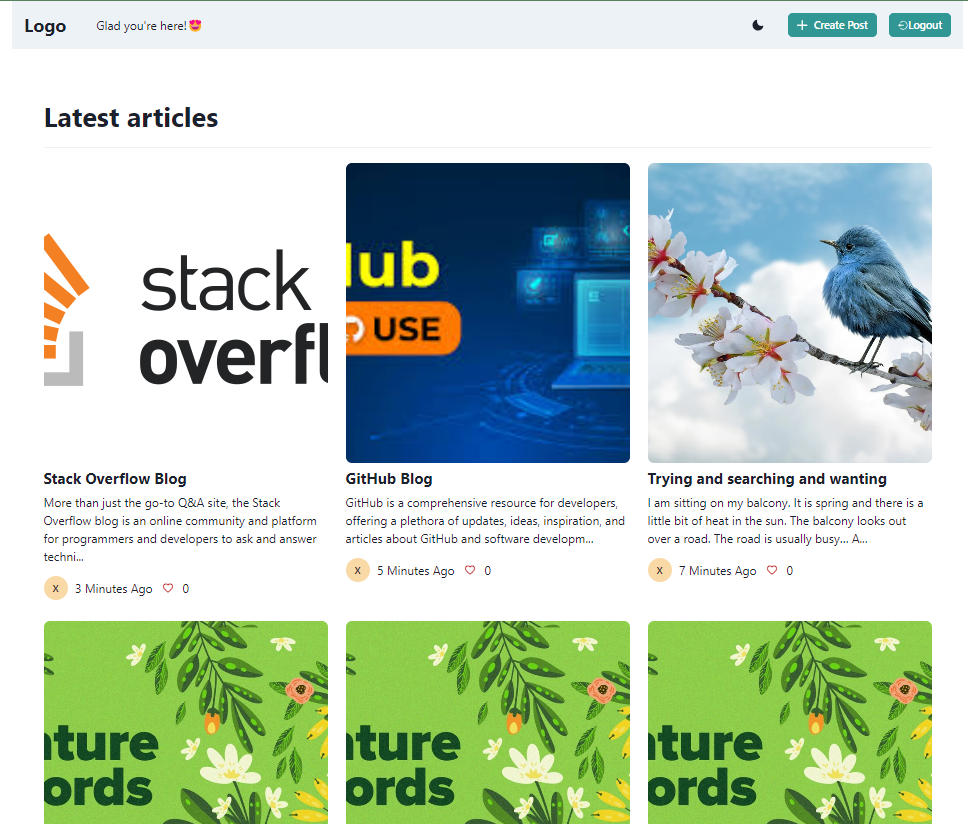 Logo
Glad you're here!😍
Create Post
Logout
Latest articles
stack
overfl
lub
USE
Stack Overflow Blog
More than just the go-to Q&A site, the Stack
Overflow blog is an online community and platform
for programmers and developers to ask and answer
techni...
X
3 Minutes Ago
0
GitHub Blog
GitHub is a comprehensive resource for developers,
offering a plethora of updates, ideas, inspiration, and
articles about GitHub and software developm...
X
5 Minutes Ago
0
Trying and searching and wanting
I am sitting on my balcony. It is spring and there is a
little bit of heat in the sun. The balcony looks out
over a road. The road is usually busy... A...
X
7 Minutes Ago
0
ature
ords
ature
ords
ature
ords